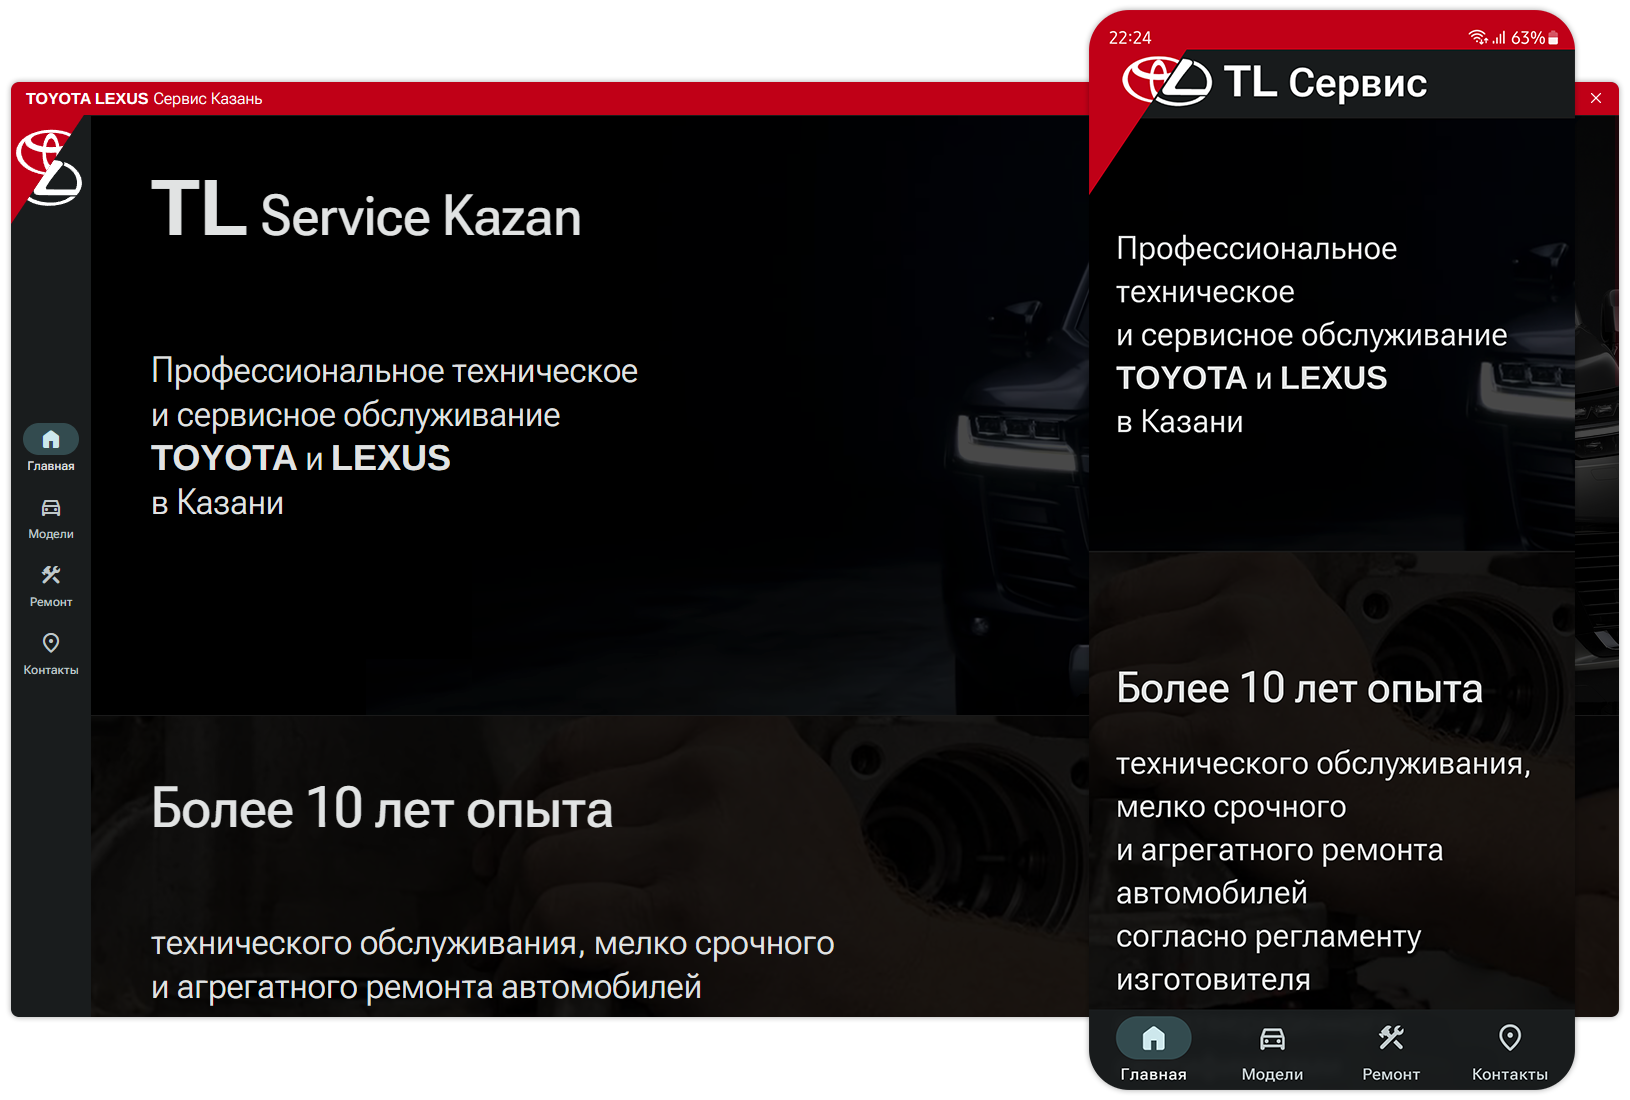 TOYOTA LEXUS Сервис Казань
TL Service Kazan
Профессиональное техническое
и сервисное обслуживание
TOYOTA и LEXUS
в Казани
Главная
Модели
Ремонт
Контакты
Более 10 лет опыта
технического обслуживания, мелко срочного
и агрегатного ремонта автомобилей
22:24
63%
TL Сервис
Профессиональное
техническое
и сервисное обслуживание
TOYOTA и LEXUS
в Казани
Более 10 лет опыта
технического обслуживания,
мелко срочного
и агрегатного ремонта
автомобилей
согласно регламенту
изготовителя
Главная
Модели
Ремонт
Контакты